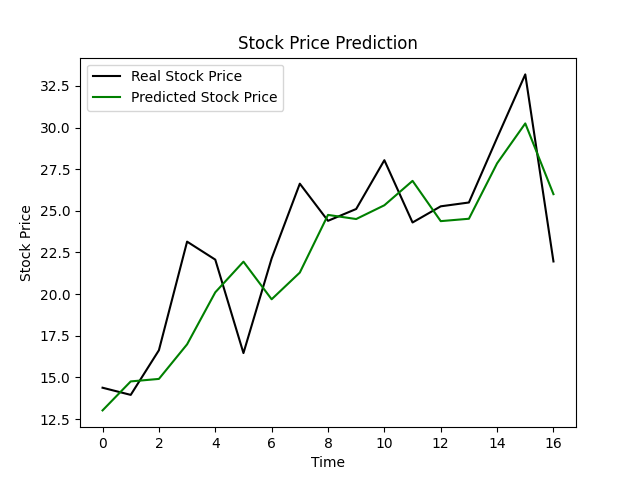 Stock Price Prediction
Real Stock Price
Predicted Stock Price
32.5
30.0
27.5
25.0
22.5
20.0
17.5
15.0
12.5
Stock Price
0 2 4 6 8 10 12 14 16
Time